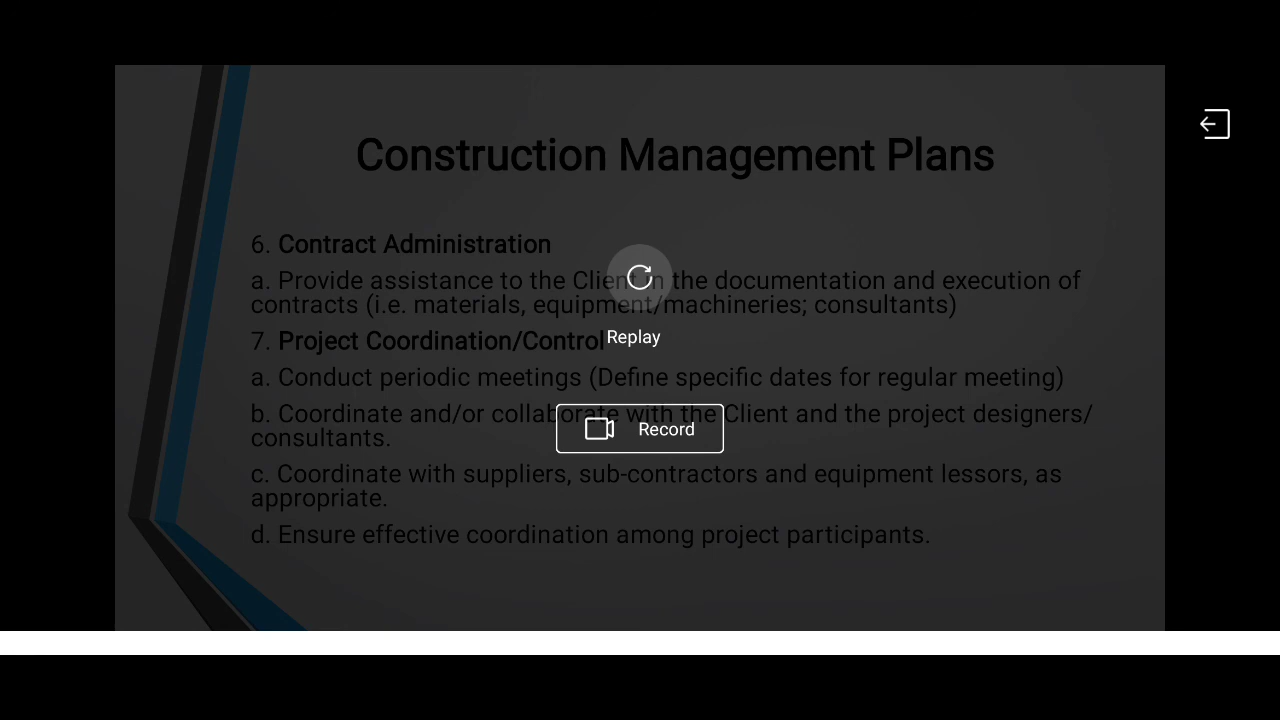 Construction Management Plans
6. Contract Administration
a. Provide assistance to the Client in the documentation and execution of
contracts (i.e. materials, equipment/machineries; consultants)
Replay
7. Project Coordination/Control
a. Conduct periodic meetings (Define specific dates for regular meeting)
b. Coordinate and/or collaborate with the Client and the project designers/
Record
consultants.
c. Coordinate with suppliers, sub-contractors and equipment lessors, as
appropriate.
d. Ensure effective coordination among project participants.